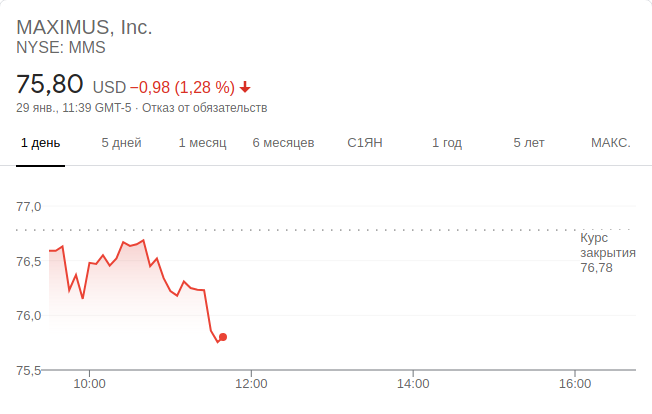 MAXIMUS, Inc.
NYSE: MMS
75,80 USD −0,98 (1,28 %)
29 янв., 11:39 GMT-5 · Отказ от обязательств
1 день 5 дней 1 месяц 6 месяцев С1ЯН 1 год 5 лет МАКС.
77,0
Курс
закрытия
76,78
76,5
76,0
75,5
10:00 12:00 14:00 16:00